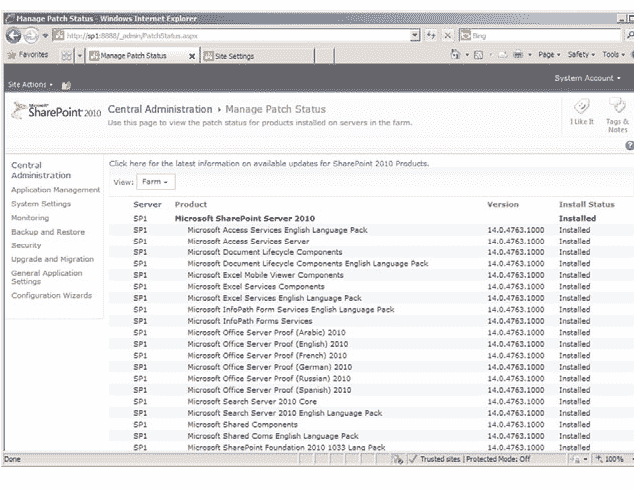 Manage Patch Status - Windows Internet Explorer
http://sp1:8888/_admin/PatchStatus.aspx
Bing
Favorites
Manage Patch Status
Site Settings
Page
Safety
Tools
System Account
Site Actions
Microsoft SharePoint 2010
Central Administration Manage Patch Status
Use this page to view the patch status for products installed on servers in the farm.
I Like It
Tags & Notes
Central Administration
Application Management
System Settings
Monitoring
Backup and Restore
Security
Upgrade and Migration
General Application Settings
Configuration Wizards
Click here for the latest information on available updates for SharePoint 2010 Products.
View: Farm
Server Product Version Install Status
SP1 Microsoft SharePoint Server 2010 Installed
SP1 Microsoft Access Services English Language Pack 14.0.4763.1000 Installed
SP1 Microsoft Access Services Server 14.0.4763.1000 Installed
SP1 Microsoft Document Lifecycle Components 14.0.4763.1000 Installed
SP1 Microsoft Document Lifecycle Components English Language Pack 14.0.4763.1000 Installed
SP1 Microsoft Excel Mobile Viewer Components 14.0.4763.1000 Installed
SP1 Microsoft Excel Services Components 14.0.4763.1000 Installed
SP1 Microsoft Excel Services English Language Pack 14.0.4763.1000 Installed
SP1 Microsoft InfoPath Form Services English Language Pack 14.0.4763.1000 Installed
SP1 Microsoft InfoPath Forms Services 14.0.4763.1000 Installed
SP1 Microsoft Office Server Proof (Arabic) 2010 14.0.4763.1000 Installed
SP1 Microsoft Office Server Proof (English) 2010 14.0.4763.1000 Installed
SP1 Microsoft Office Server Proof (French) 2010 14.0.4763.1000 Installed
SP1 Microsoft Office Server Proof (German) 2010 14.0.4763.1000 Installed
SP1 Microsoft Office Server Proof (Russian) 2010 14.0.4763.1000 Installed
SP1 Microsoft Office Server Proof (Spanish) 2010 14.0.4763.1000 Installed
SP1 Microsoft Search Server 2010 Core 14.0.4763.1000 Installed
SP1 Microsoft Search Server 2010 English Language Pack 14.0.4763.1000 Installed
SP1 Microsoft Shared Components 14.0.4763.1000 Installed
SP1 Microsoft Shared Coms English Language Pack 14.0.4763.1000 Installed
SP1 Microsoft SharePoint Foundation 2010 1033 Lang Pack 14.0.4763.1000 Installed
Done
Trusted sites | Protected Mode: Off
100%